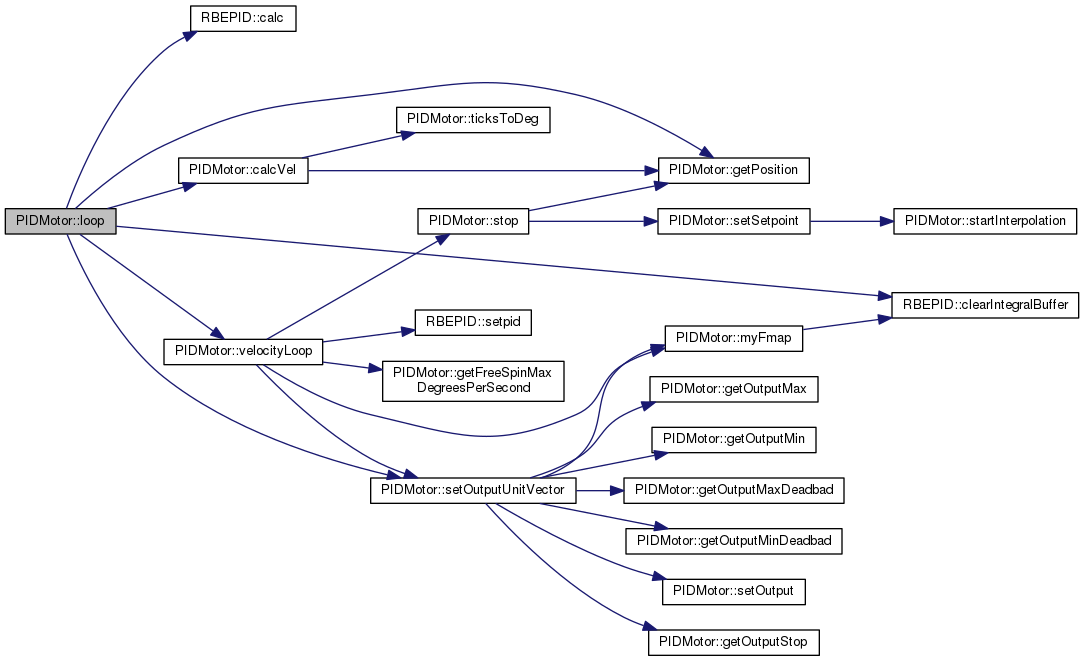 RBEPID::calc
PIDMotor::ticksToDeg
PIDMotor::calcVel
PIDMotor::getPosition
PIDMotor::loop
PIDMotor::stop
PIDMotor::setSetpoint
PIDMotor::startInterpolation
RBEPID::clearIntegralBuffer
RBEPID::setpid
PIDMotor::velocityLoop
PIDMotor::myFmap
PIDMotor::getFreeSpinMax
DegreesPerSecond
PIDMotor::getOutputMax
PIDMotor::getOutputMin
PIDMotor::setOutputUnitVector
PIDMotor::getOutputMaxDeadbad
PIDMotor::getOutputMinDeadbad
PIDMotor::setOutput
PIDMotor::getOutputStop